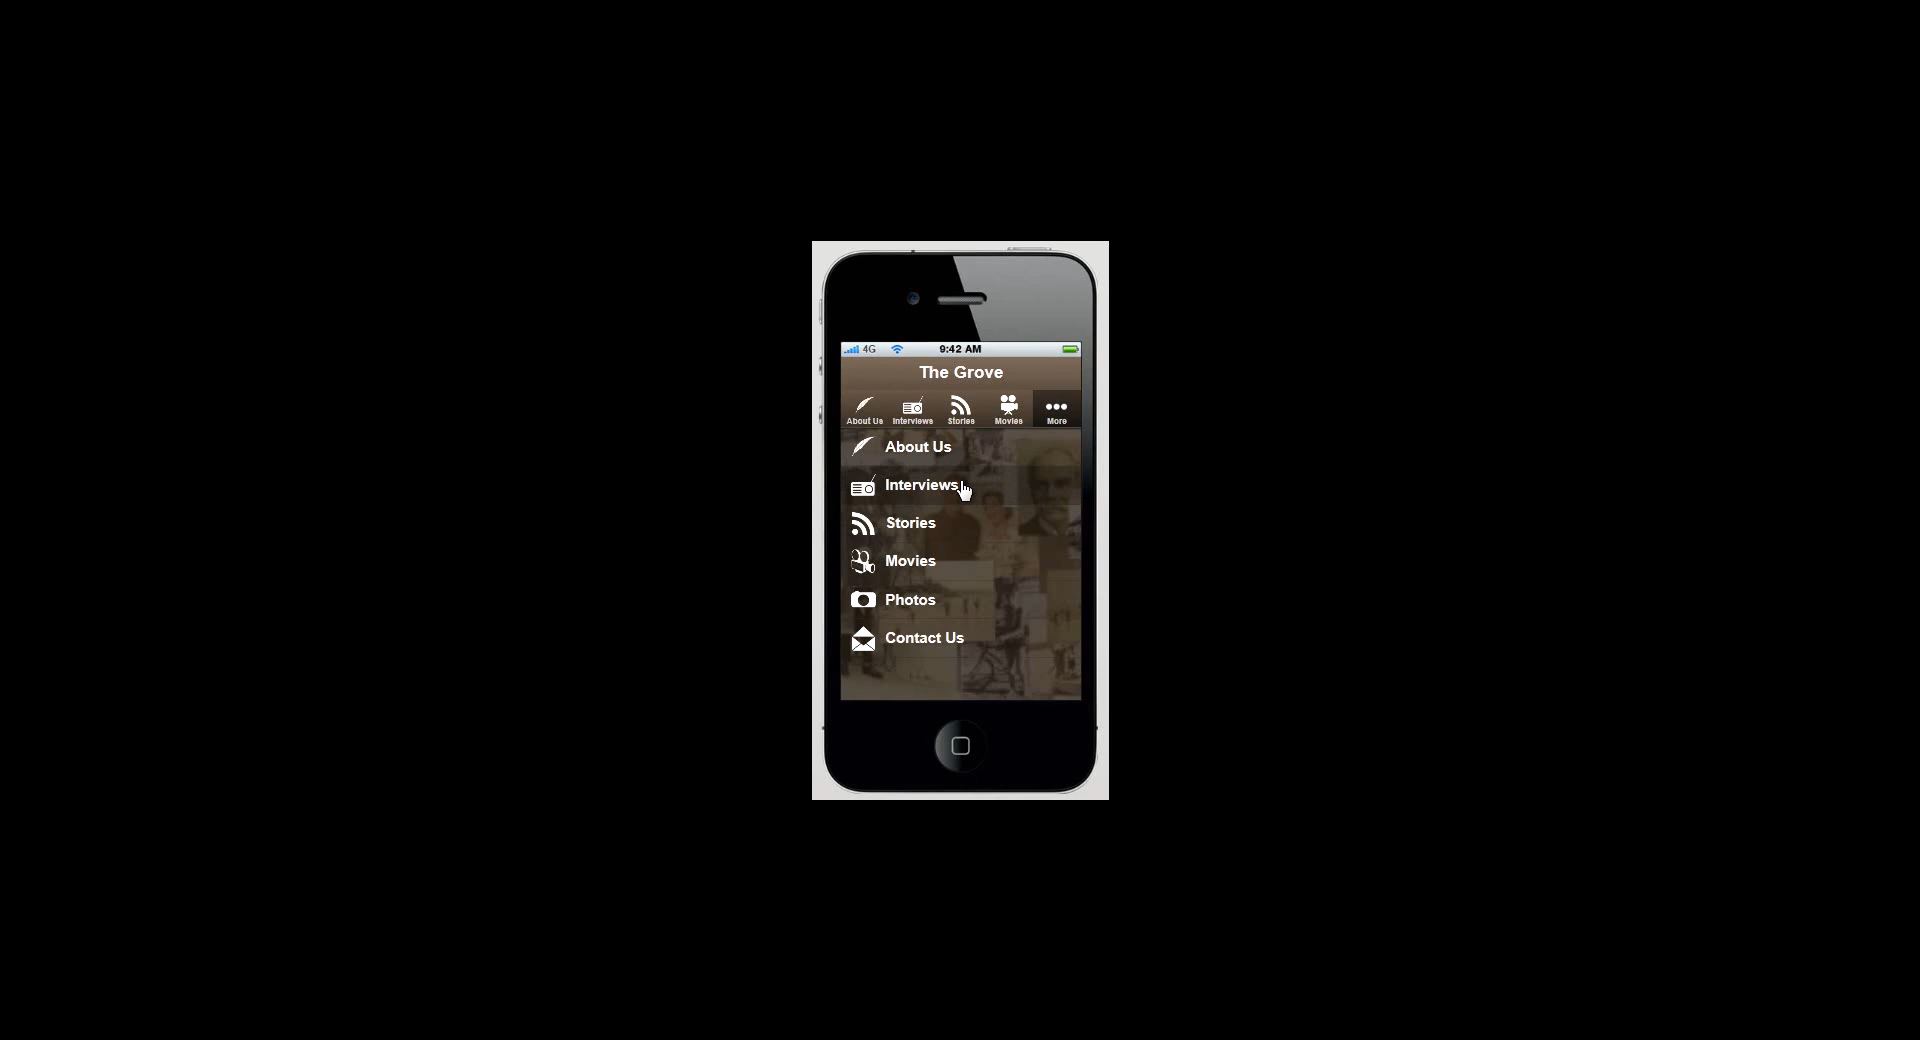 4G 9:42 AM
The Grove
About Us Interviews Stories Movies More
About Us
Interviews
Stories
Movies
Photos
Contact Us